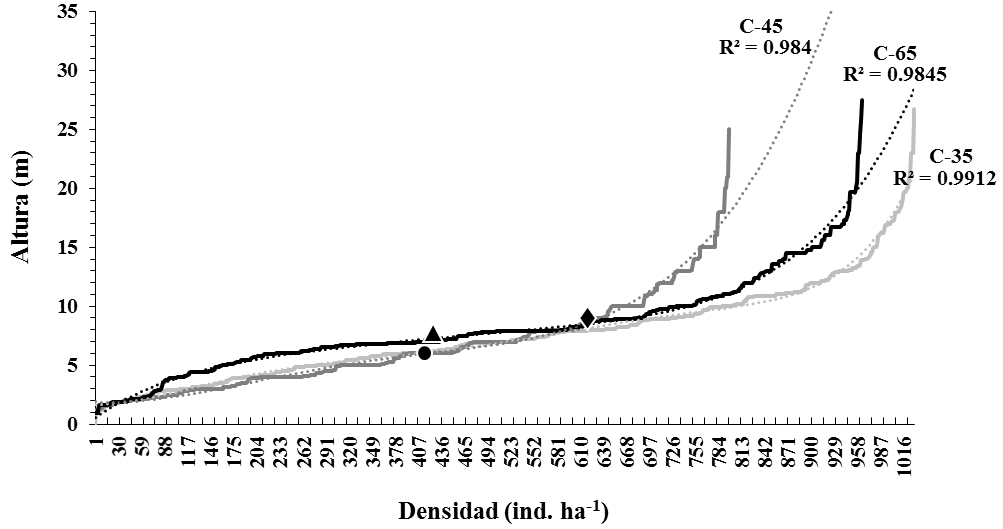 35
30
25
20
15
10
5
0
Altura (m)
C-45
R² = 0.984
C-65
R² = 0.9845
C-35
R² = 0.9912
1 30 59 88 117 146 175 204 233 262 291 320 349 378 407 436 465 494 523 552 581 610 639 668 697 726 755 784 813 842 871 900 929 958 987 1016
Densidad (ind. ha⁻¹)